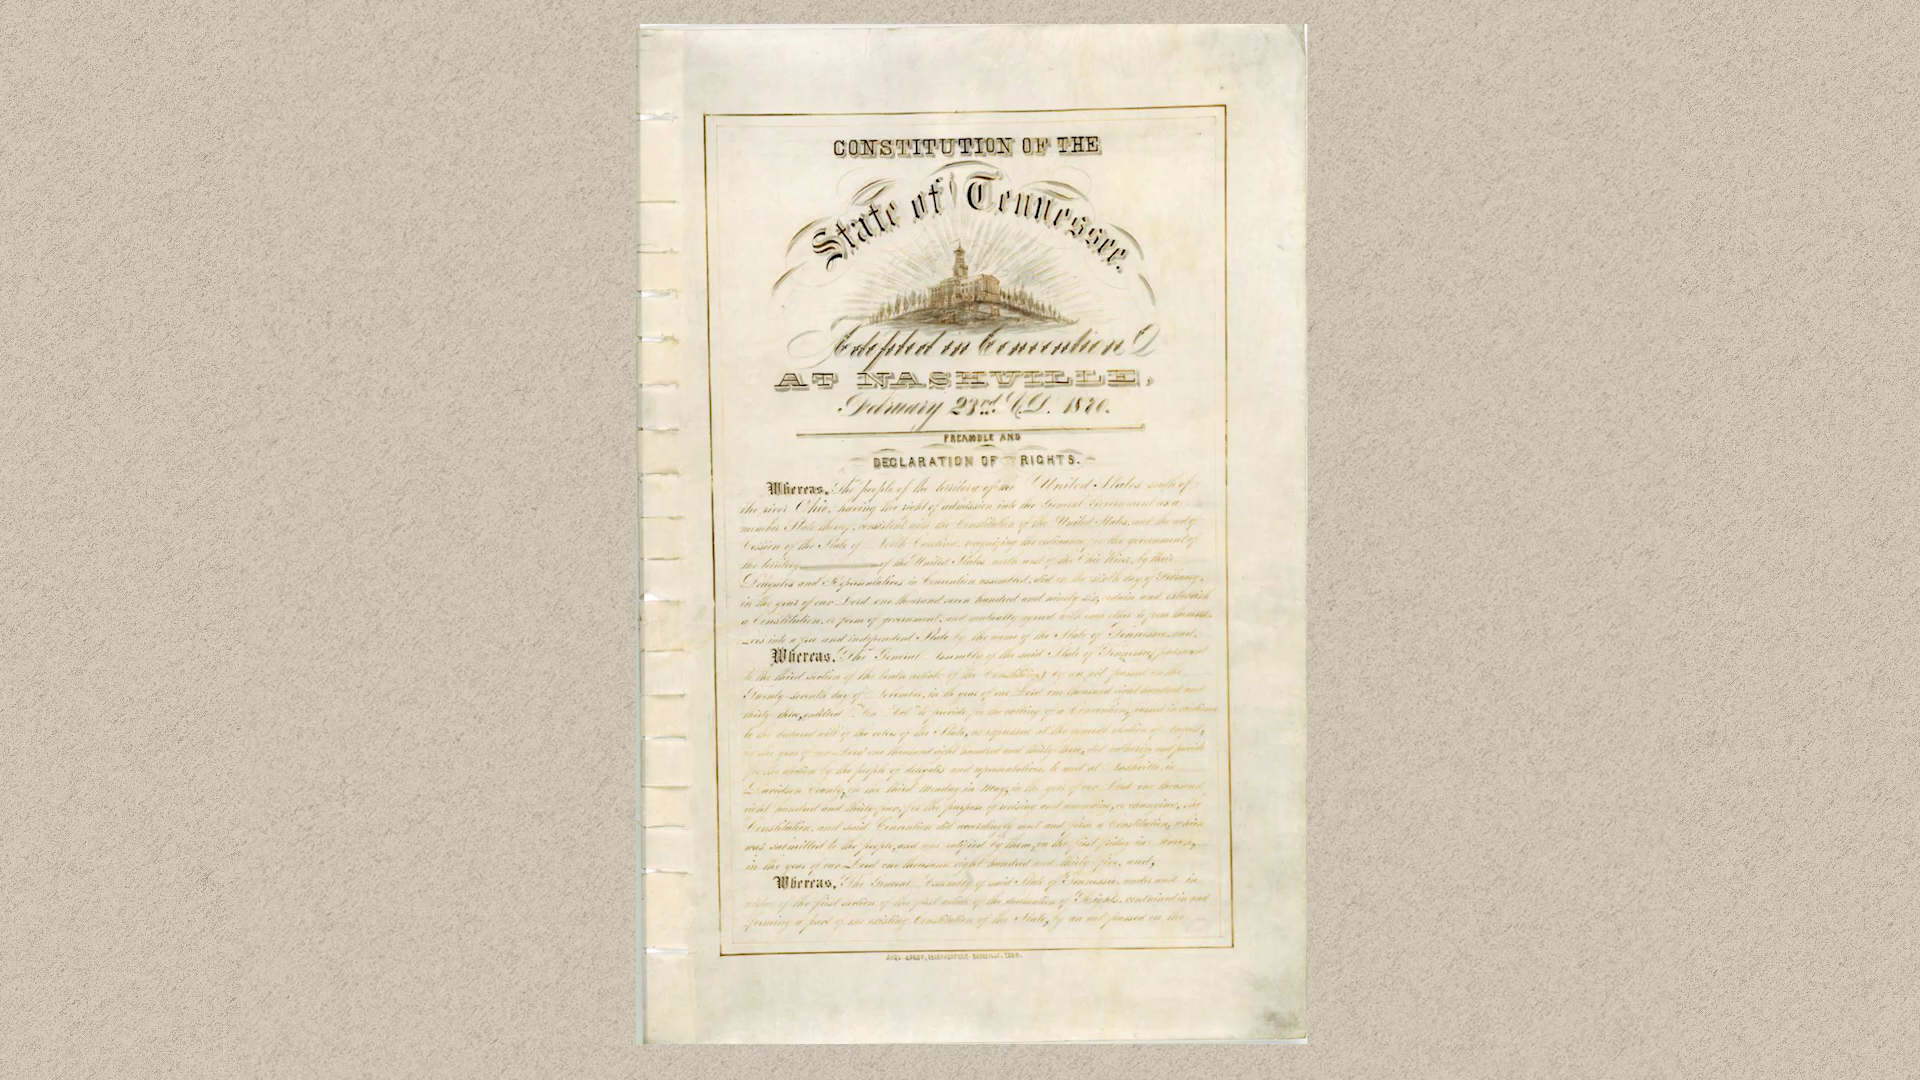 CONSTITUTION OF THE
State of Tennessee.
Adopted in Convention
AT NASHVILLE,
February 23rd A.D. 1870.
PREAMBLE AND
DECLARATION OF RIGHTS.
Whereas, The people of the territory of the United States south of
the river Ohio, having the right of admission into the General Government as a
member State thereof, consistent with the Constitution of the United States, and the act of
Cession of the State of North Carolina, recognizing the ordinance for the government of
the territory of the United States north west of the Ohio River, by their
Delegates and Representatives in Convention assembled, did on the sixth day of February,
in the year of our Lord one thousand seven hundred and ninety six, ordain and establish
a Constitution, or form of government, and mutually agreed with each other to form themsel-
-ves into a free and independent State by the name of the State of Tennessee, and,
Whereas, The General Assembly of the said State of Tennessee, pursuant
to the third section of the tenth article of the Constitution, by an act passed on the
Twenty-seventh day of November, in the year of our Lord one thousand eight hundred and
thirty three, entitled "An Act" to provide for the calling of a Convention, passed in obedience
to the declared will of the voters of the State, as expressed at the general election of August,
in the year of our Lord one thousand eight hundred and thirty-three, did authorize and provide
for the election by the people of delegates and representatives, to meet at Nashville, in
Davidson County, on the third Monday in May, in the year of our Lord one thousand
eight hundred and thirty four, for the purpose of revising and amending, or changing, the
Constitution, and said Convention did accordingly meet and form a Constitution, which
was submitted to the people, and was ratified by them, on the first Friday in March,
in the year of our Lord one thousand eight hundred and thirty five, and,
Whereas, The General Assembly of said State of Tennessee, under and in
virtue of the first section of the first article of the declaration of Rights, contained in and
forming a part of the existing Constitution of the State, by an act passed on the